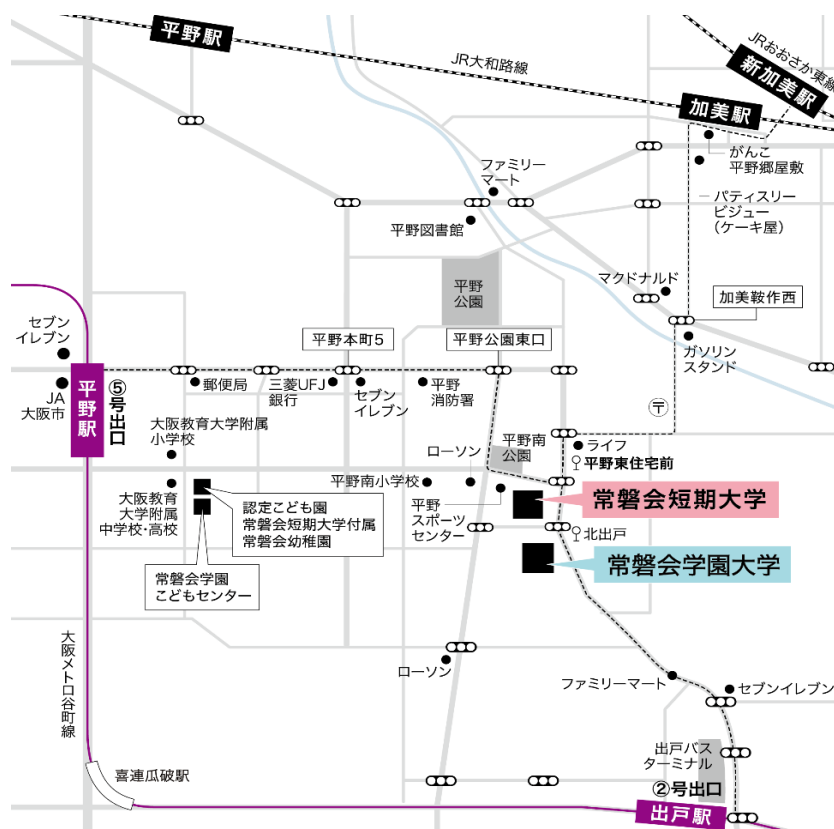 平野駅
JR大和路線
JRおおさか東線
新加美駅
加美駅
がんこ
平野郷屋敷
ファミリー
マート
パティスリー
ビジュー
（ケーキ屋）
平野図書館
平野
公園
マクドナルド
加美鞍作西
セブン
イレブン
平野本町5
平野公園東口
ガソリン
スタンド
JA
大阪市
平野駅
⑤号出口
郵便局
三菱UFJ
銀行
セブン
イレブン
平野
消防署
〒
大阪教育大学附属
小学校
ローソン
平野南
公園
ライフ
平野東住宅前
平野南小学校
大阪教育
大学附属
中学校・高校
認定こども園
常磐会短期大学付属
常磐会幼稚園
平野
スポーツ
センター
常磐会短期大学
北出戸
常磐会学園大学
常磐会学園
こどもセンター
大阪メトロ谷町線
ローソン
ファミリーマート
セブンイレブン
出戸バス
ターミナル
喜連瓜破駅
②号出口
出戸駅